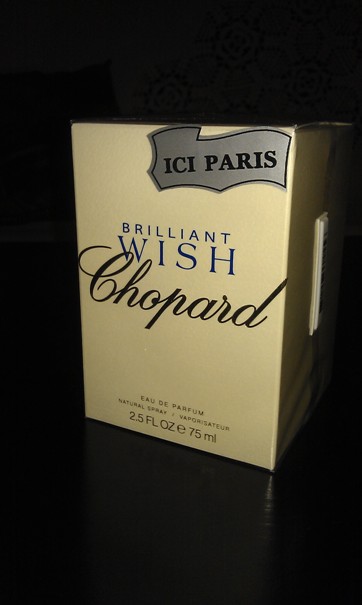 ICI PARIS
BRILLIANT
WISH
Chopard
EAU DE PARFUM
NATURAL SPRAY - VAPORISATEUR
2.5 FL OZ e 75 ml